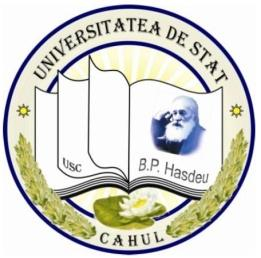 UNIVERSITATEA DE STAT
USC
B.P. Hasdeu
CAHUL